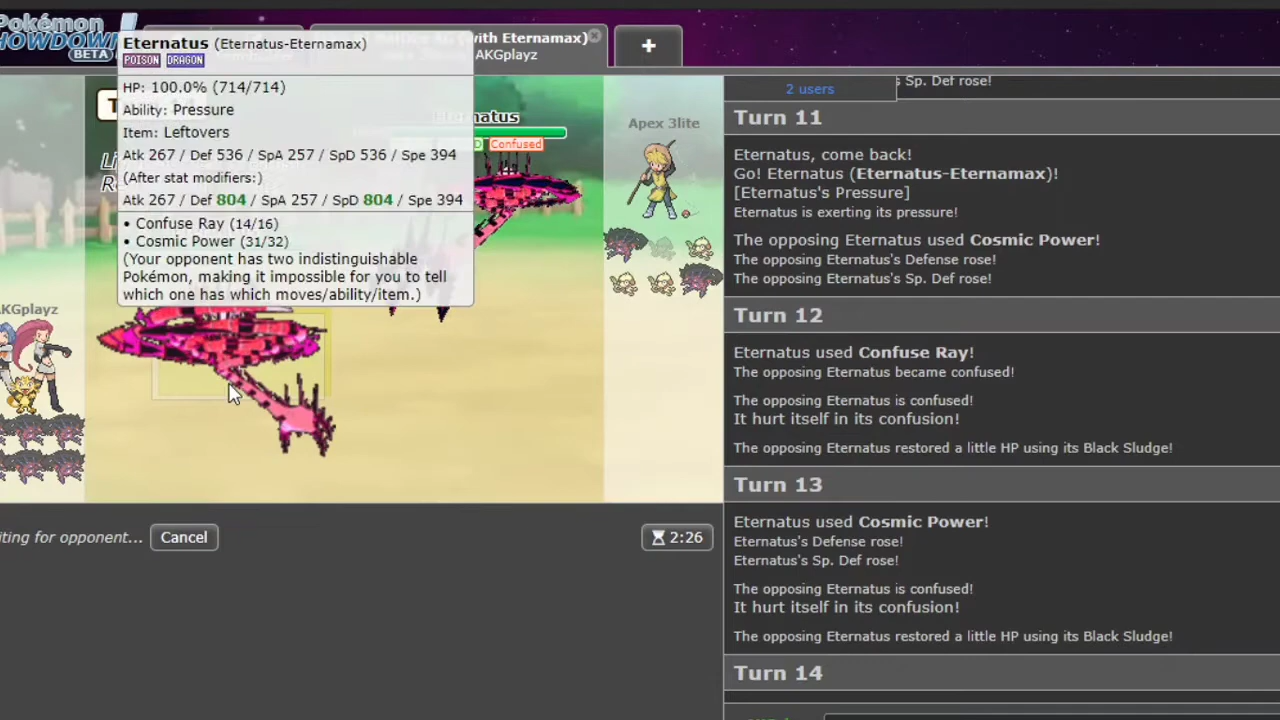 Pokémon
HOWDOWN!
BETA
(with Eternamax)
AKGplayz
+
Eternatus (Eternatus-Eternamax)
POISON DRAGON
HP: 100.0% (714/714)
Ability: Pressure
Item: Leftovers
Atk 267 / Def 536 / SpA 257 / SpD 536 / Spe 394
(After stat modifiers:)
Atk 267 / Def 804 / SpA 257 / SpD 804 / Spe 394
• Confuse Ray (14/16)
• Cosmic Power (31/32)
(Your opponent has two indistinguishable
Pokémon, making it impossible for you to tell
which one has which moves/ability/item.)
Confused
Apex 3lite
AKGplayz
iting for opponent... Cancel
2:26
2 users
s Sp. Def rose!
Turn 11
Eternatus, come back!
Go! Eternatus (Eternatus-Eternamax)!
[Eternatus's Pressure]
Eternatus is exerting its pressure!
The opposing Eternatus used Cosmic Power!
The opposing Eternatus's Defense rose!
The opposing Eternatus's Sp. Def rose!
Turn 12
Eternatus used Confuse Ray!
The opposing Eternatus became confused!
The opposing Eternatus is confused!
It hurt itself in its confusion!
The opposing Eternatus restored a little HP using its Black Sludge!
Turn 13
Eternatus used Cosmic Power!
Eternatus's Defense rose!
Eternatus's Sp. Def rose!
The opposing Eternatus is confused!
It hurt itself in its confusion!
The opposing Eternatus restored a little HP using its Black Sludge!
Turn 14